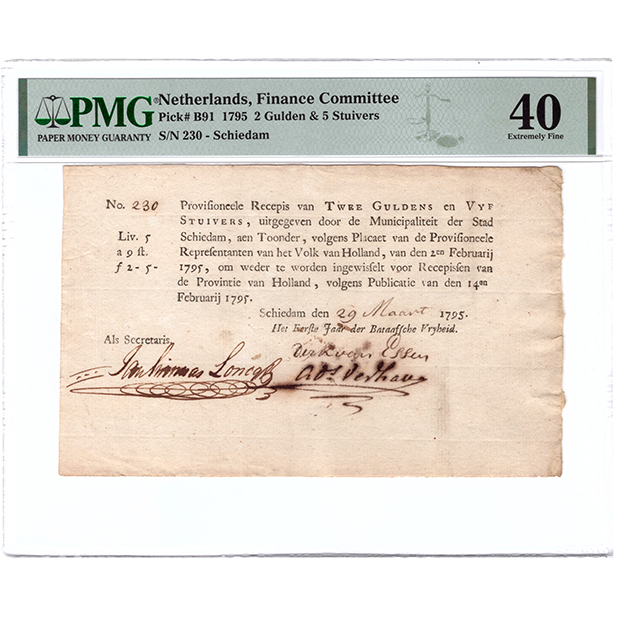 PMG
PAPER MONEY GUARANTY
Netherlands, Finance Committee
Pick# B91 1795 2 Gulden & 5 Stuivers
S/N 230 - Schiedam
40
Extremely Fine
No. 230
Liv. 5
a 9 st.
f 2-5-
Provisioneele Recepis van TWEE GULDENS en VYF
STUIVERS, uitgegeven door de Municipaliteit der Stad
Schiedam, aen Toonder, volgens Placaet van de Provisioneele
Representanten van het Volk van Holland, van den 2en Februarij
1795, om weder te worden ingewisselt voor Recepissen van
de Provintie van Holland, volgens Publicatie van den 14en
Februarij 1795.
Schiedam den 29 Maart 1795.
Het Eerste Jaar der Bataafsche Vryheid.
Als Secretaris,
Dirk van Essen